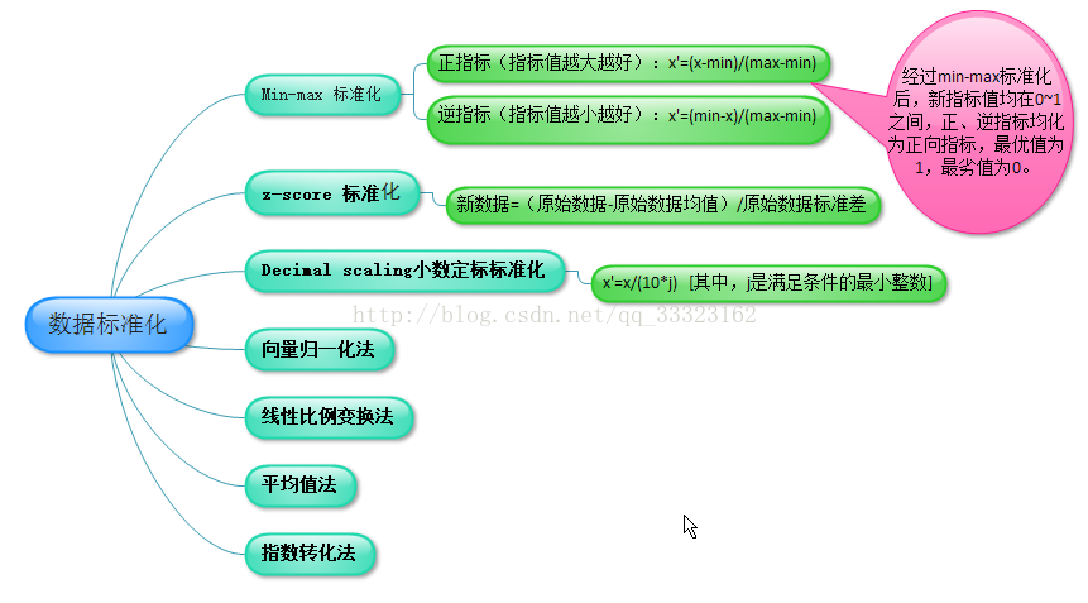 Min-max 标准化
正指标（指标值越大越好）：x'=(x-min)/(max-min)
逆指标（指标值越小越好）：x'=(min-x)/(max-min)
经过min-max标准化
后，新指标值均在0~1
之间，正、逆指标均化
为正向指标，最优值为
1，最劣值为0。
z-score 标准化
新数据=（原始数据-原始数据均值）/原始数据标准差
Decimal scaling小数定标标准化
x'=x/(10*j)  [其中，j是满足条件的最小整数]
http://blog.csdn.net/qq_33323162
数据标准化
向量归一化法
线性比例变换法
平均值法
指数转化法